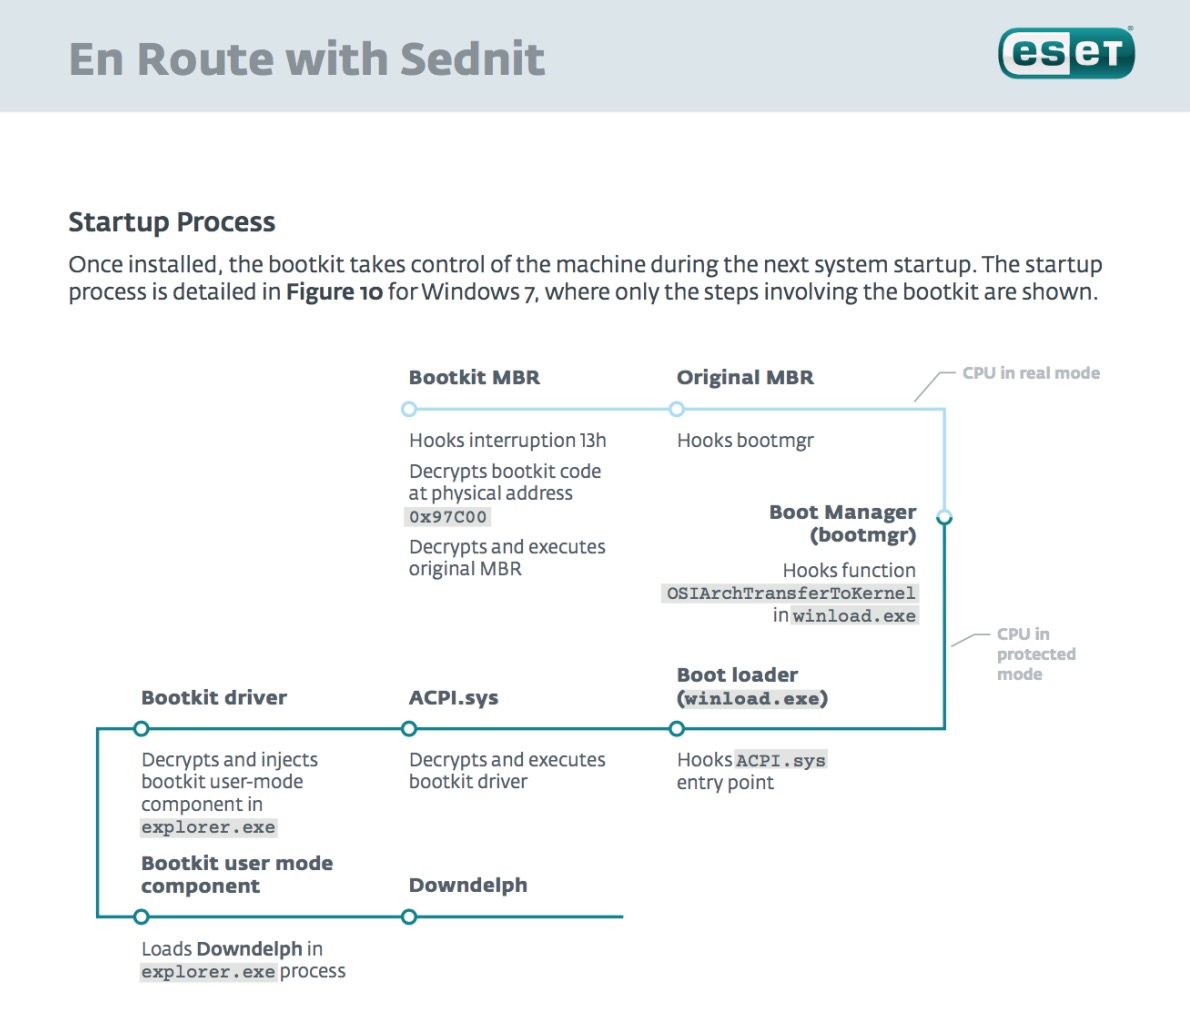 En Route with Sednit
eseT
Startup Process
Once installed, the bootkit takes control of the machine during the next system startup. The startup
process is detailed in Figure 10 for Windows 7, where only the steps involving the bootkit are shown.
Bootkit MBR
Hooks interruption 13h
Decrypts bootkit code
at physical address
0x97C00
Decrypts and executes
original MBR
Original MBR
Hooks bootmgr
CPU in real mode
Boot Manager
(bootmgr)
Hooks function
OSIArchTransferToKernel
in winload.exe
CPU in
protected
mode
Boot loader
(winload.exe)
Hooks ACPI.sys
entry point
ACPI.sys
Decrypts and executes
bootkit driver
Bootkit driver
Decrypts and injects
bootkit user-mode
component in
explorer.exe
Bootkit user mode
component
Loads Downdelph in
explorer.exe process
Downdelph